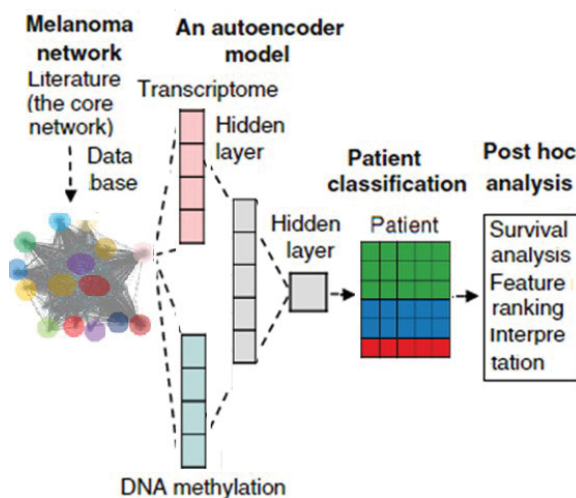 Melanoma
network
Literature
(the core
network)
Data
base
An autoencoder
model
Transcriptome
Hidden
layer
DNA methylation
Hidden
layer
Patient
classification
Patient
Post hoc
analysis
Survival
analysis
Feature
ranking
Interpre
tation